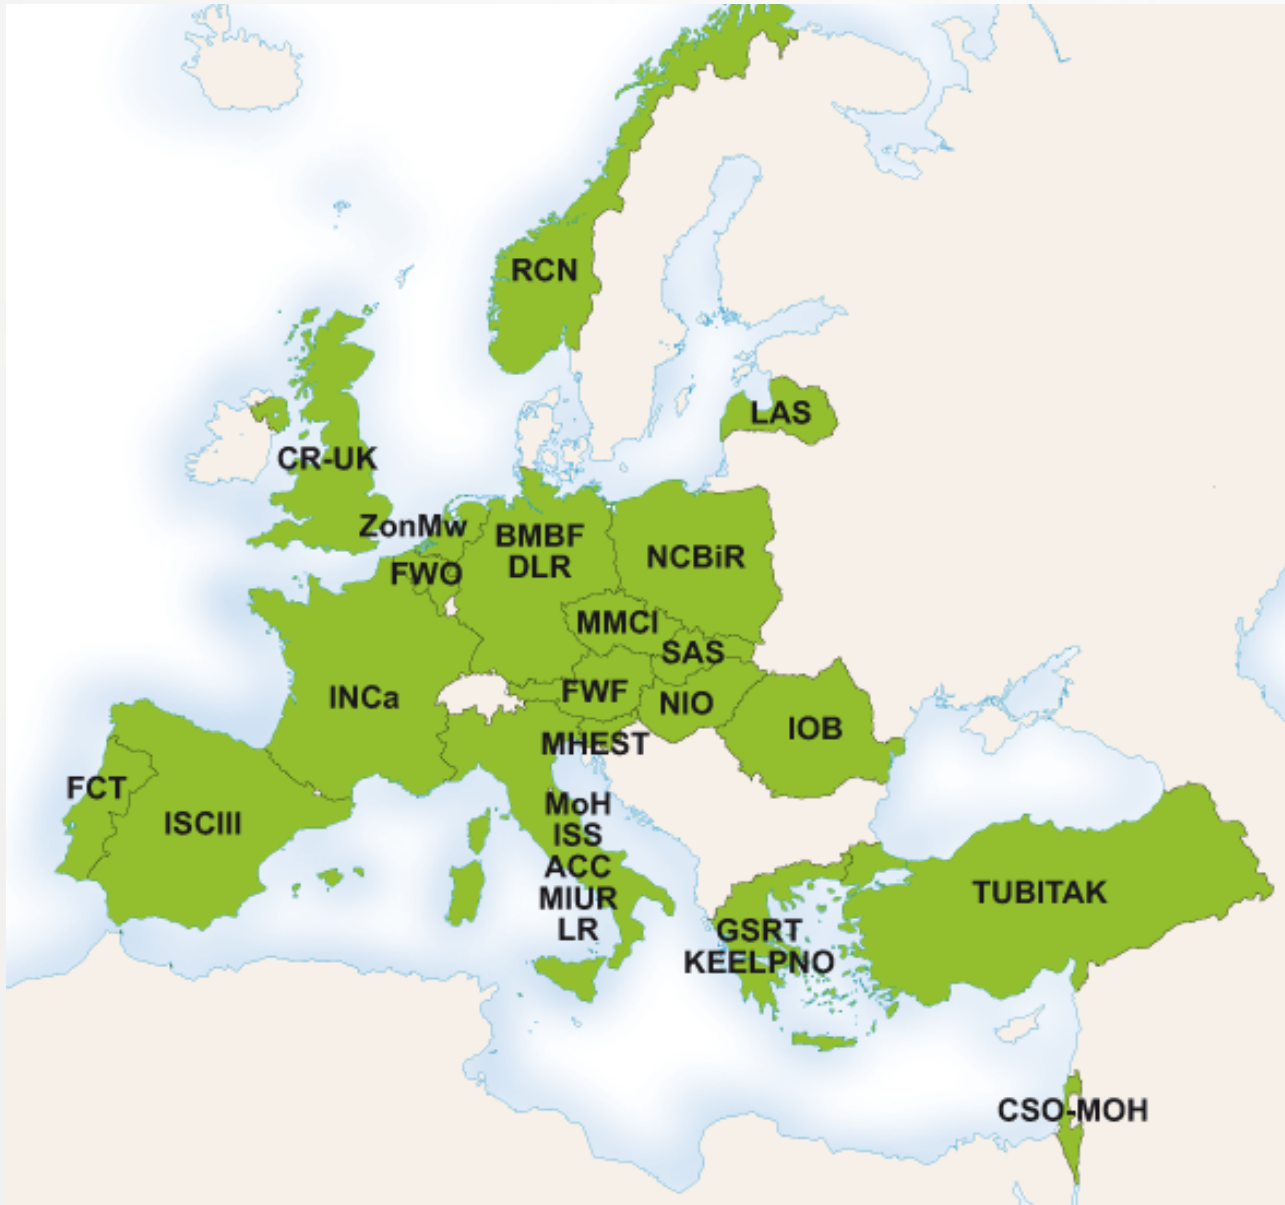 RCN
LAS
CR-UK
ZonMw
BMBF
DLR
NCBiR
FWO
MMCI
SAS
FWF
INCa
NIO
IOB
MHEST
FCT
ISCIII
MoH
ISS
ACC
MIUR
LR
TUBITAK
GSRT
KEELPNO
CSO-MOH